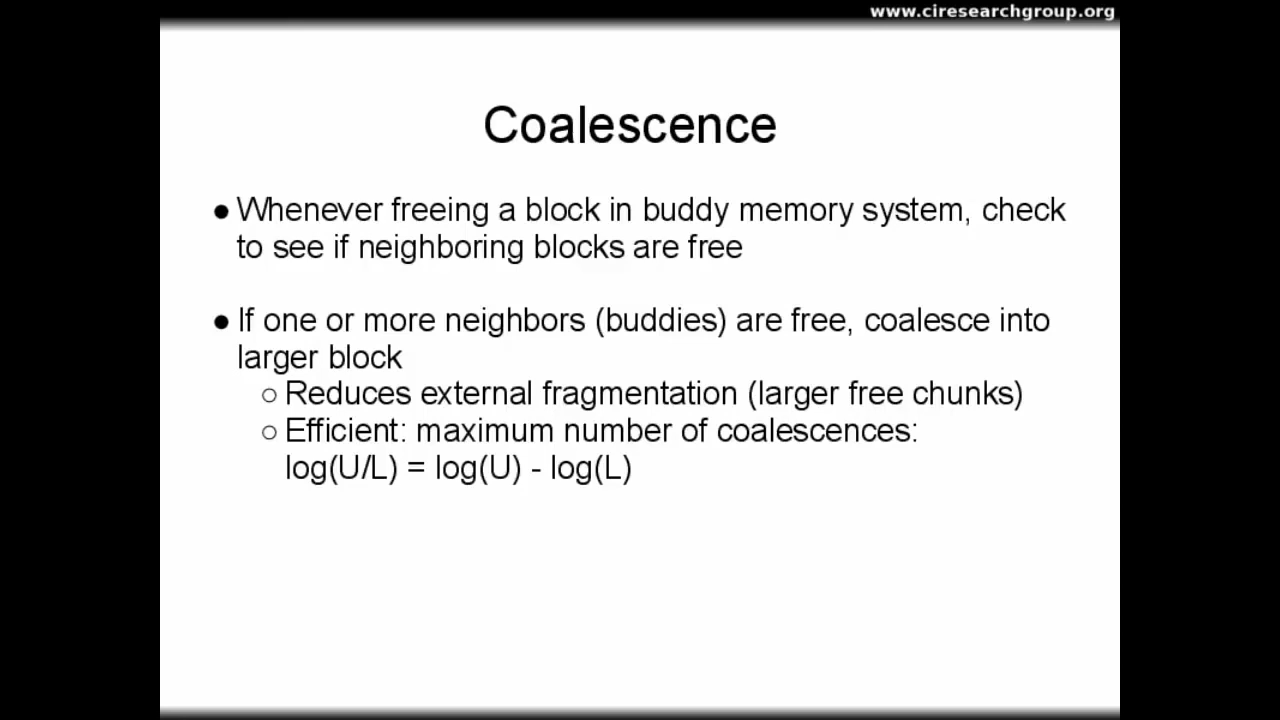 www.ciresearchgroup.org
Coalescence
● Whenever freeing a block in buddy memory system, check
to see if neighboring blocks are free
● If one or more neighbors (buddies) are free, coalesce into
larger block
○ Reduces external fragmentation (larger free chunks)
○ Efficient: maximum number of coalescences:
log(U/L) = log(U) - log(L)